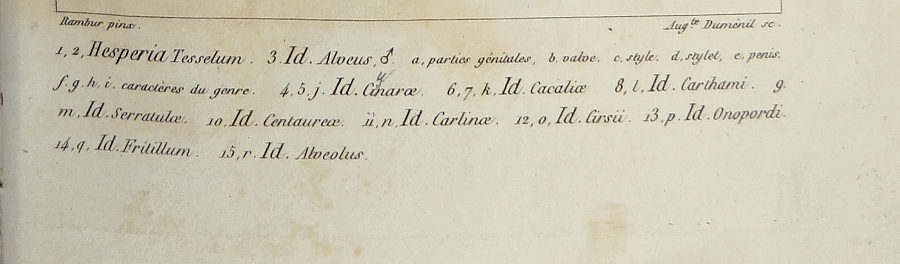 Rambur pinx. Aug.te Duménil sc.
1, 2, Hesperia Tesselum. 3. Id. Alveus, ♂. a, parties génitales, b. valve. c. style. d, stylet, e. penis.
f. g. h. i. caractères du genre. 4, 5, j. Id. Cinaræ. 6, 7, k, Id. Cacaliæ 8, l, Id. Carthami. 9.
m, Id. Serratulæ. 10, Id. Centaureæ. 11, n, Id. Carlinæ. 12, o, Id. Cirsii. 13, p. Id. Onopordi.
14, q, Id. Fritillum. 15, r. Id. Alveolus.